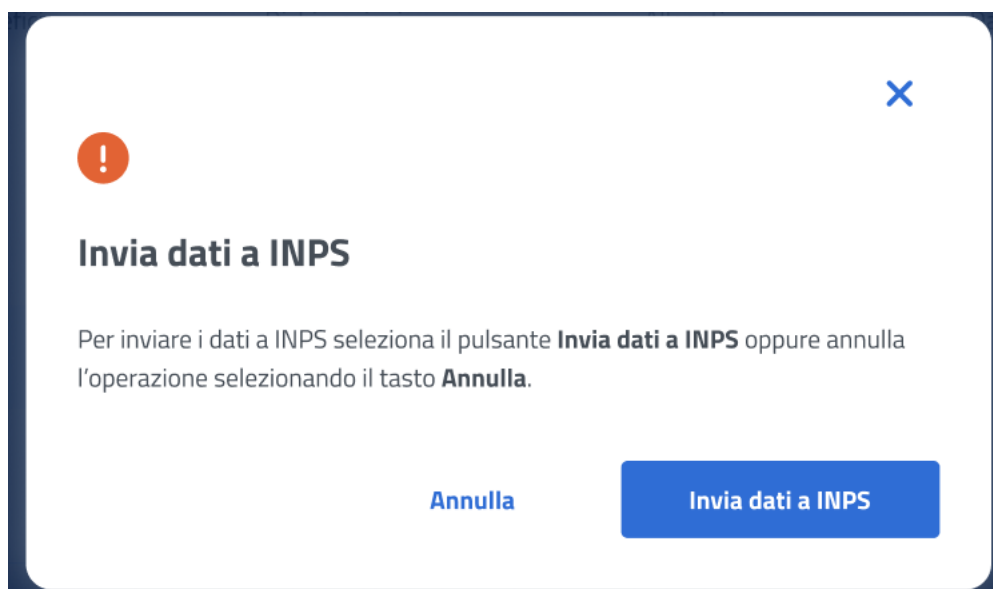 Invia dati a INPS
Per inviare i dati a INPS seleziona il pulsante Invia dati a INPS oppure annulla
l’operazione selezionando il tasto Annulla.
Annulla
Invia dati a INPS